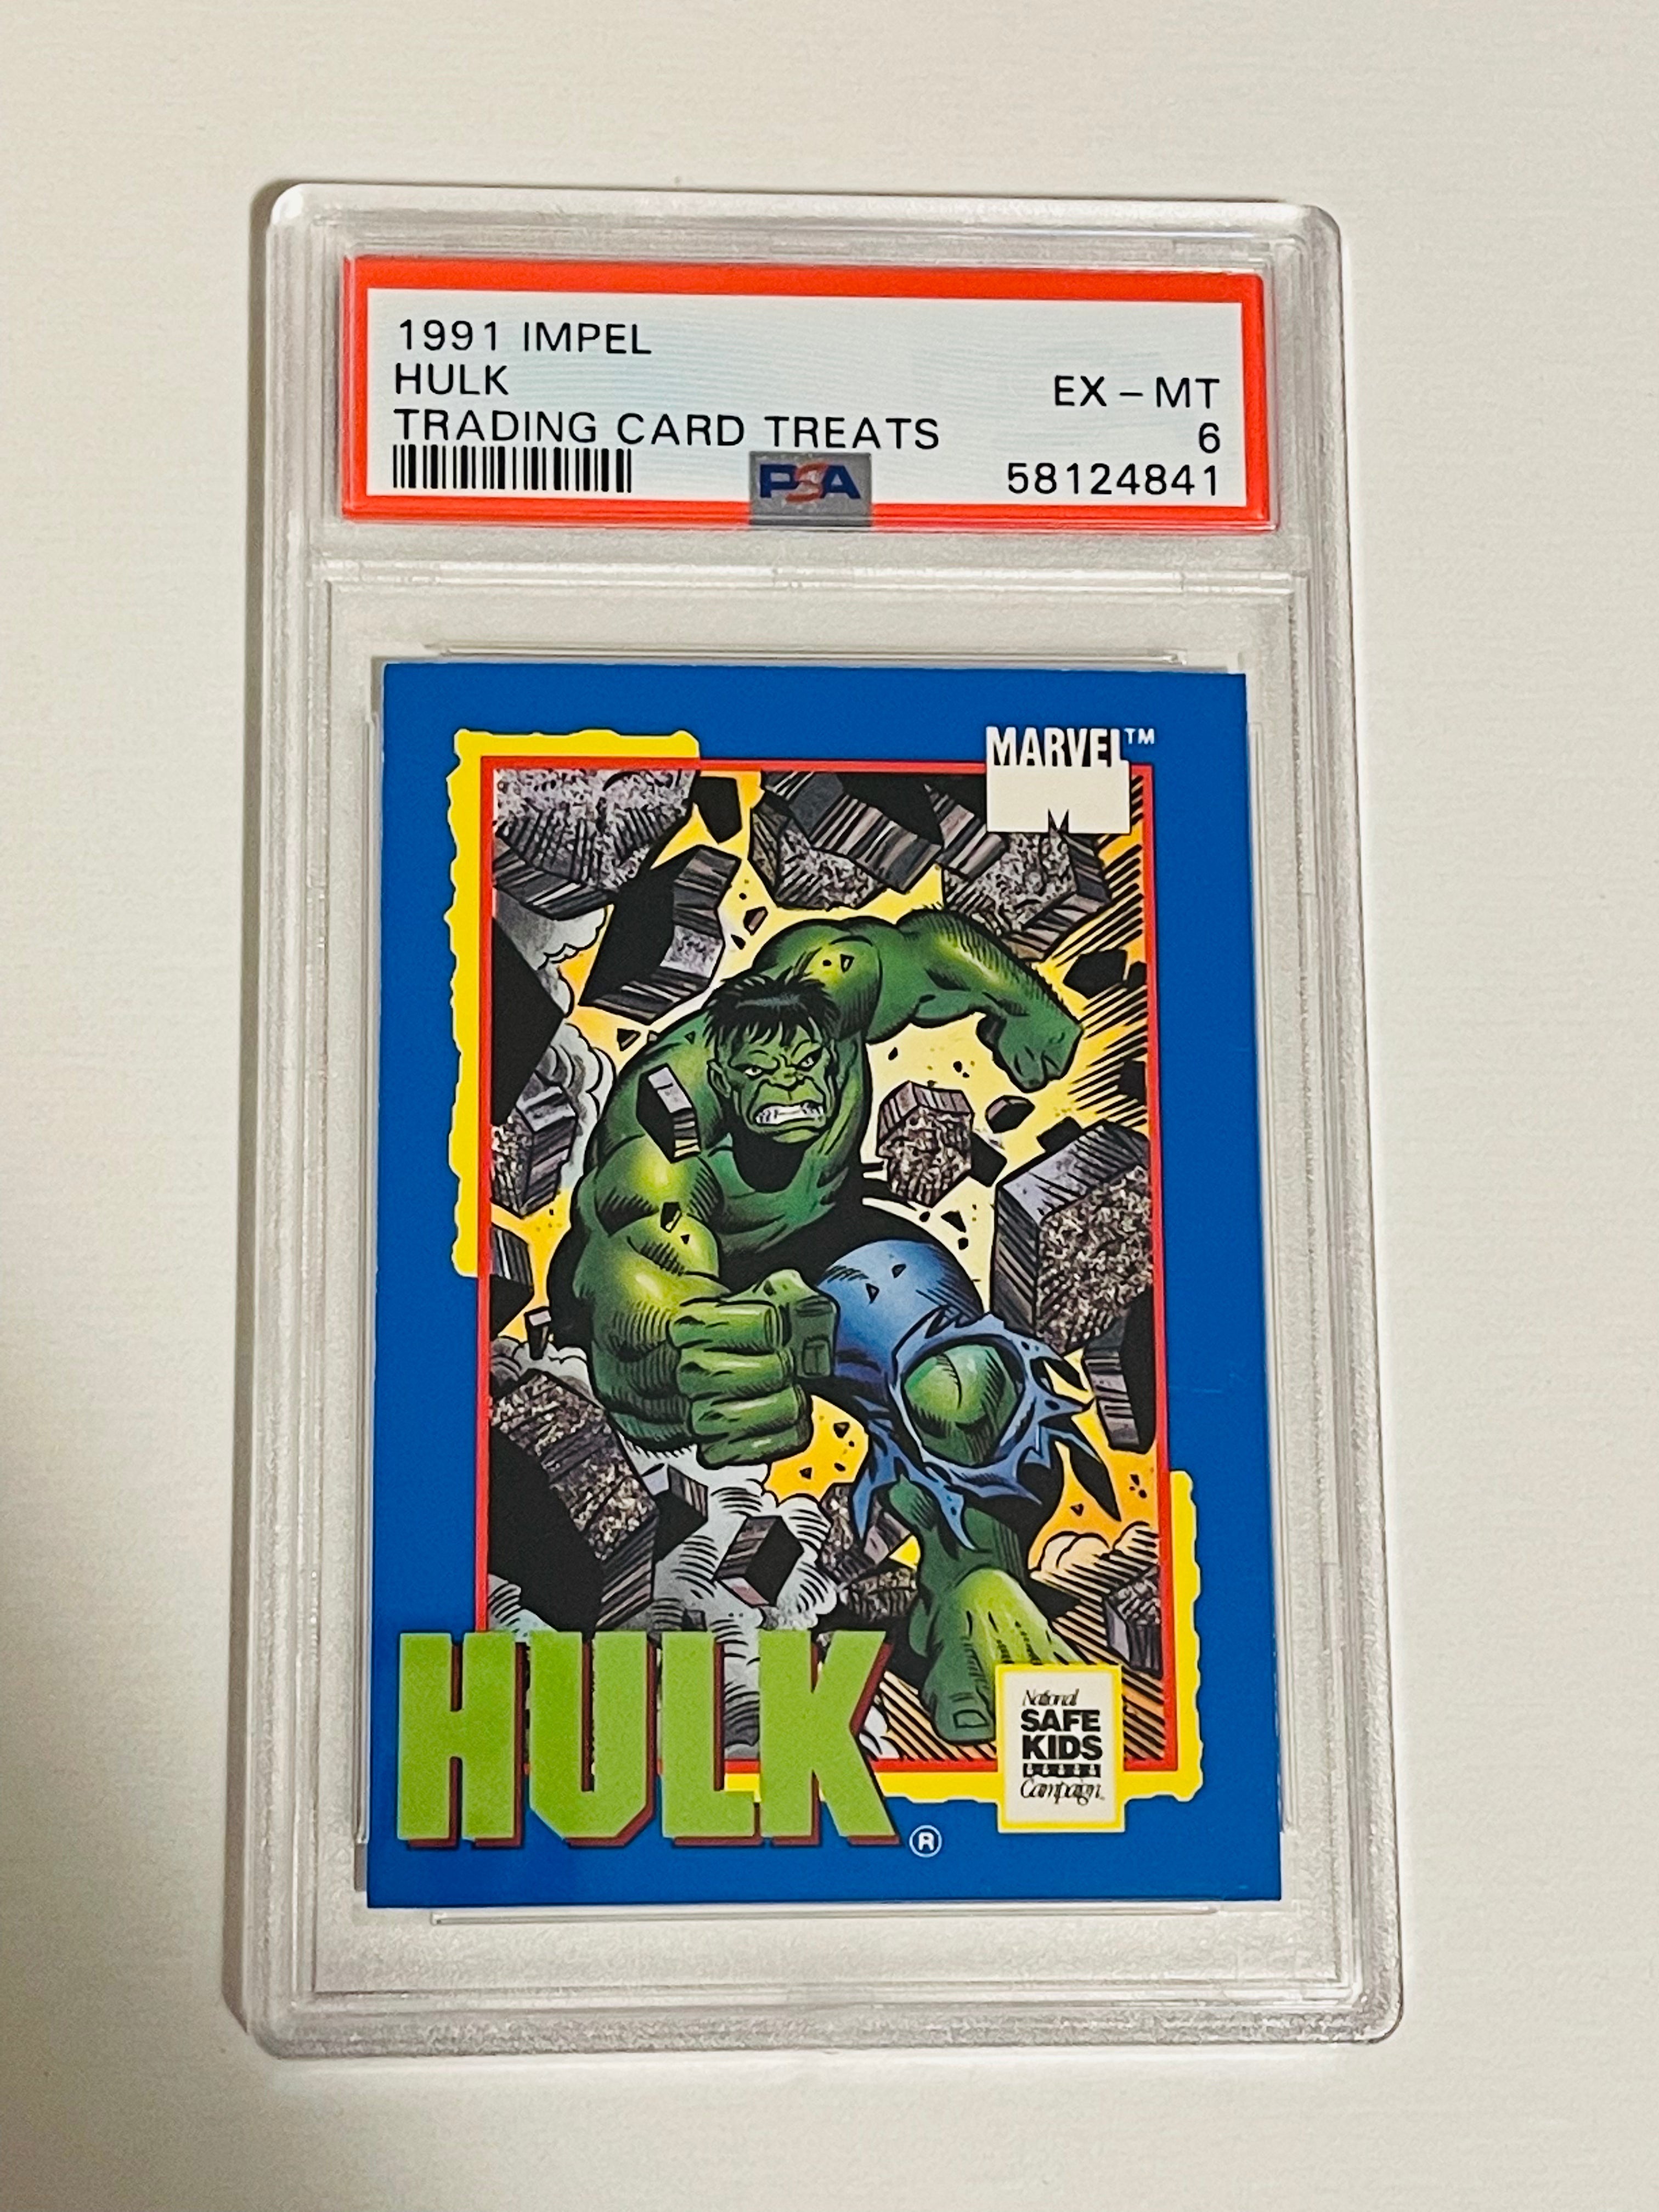 1991 IMPEL
HULK
TRADING CARD TREATS
EX - MT
6
58124841
PSA
MARVEL™
M
HULK®
National
SAFE
KIDS
Campaign